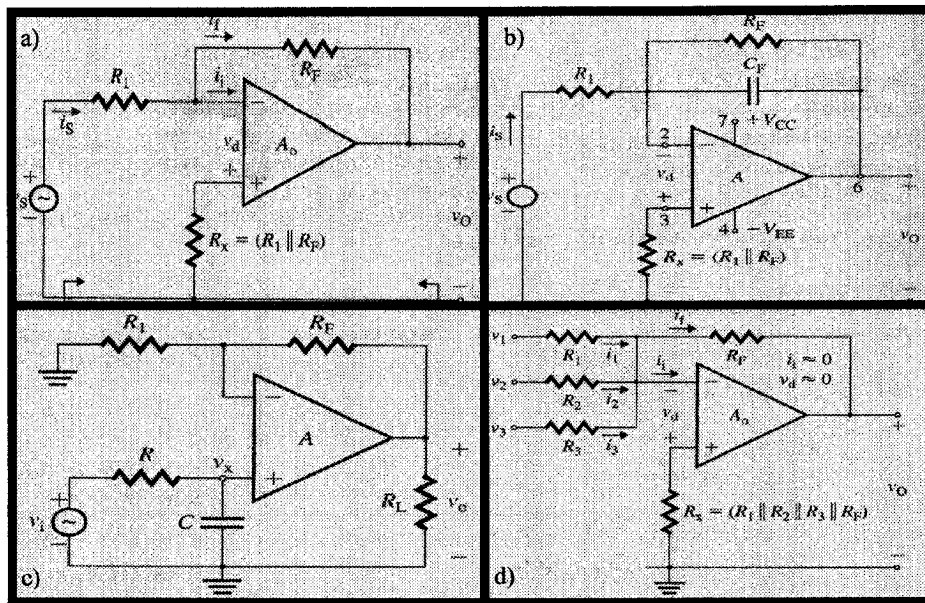 a)
i_f
R_F
R_1
i_i
i_S
v_d
A_o
+
−
v_S
R_x = (R_1 ∥ R_F)
v_O
b)
R_F
C_F
R_1
i_S
7
+V_CC
2
v_d
A
6
3
4
−V_EE
v_S
R_x = (R_1 ∥ R_F)
v_O
R_1
R_F
A
R
v_x
v_i
C
R_L
v_o
c)
v_1
R_1
i_1
i_f
R_F
i_i ≈ 0
v_d ≈ 0
v_2
R_2
i_2
i_i
v_d
A_o
v_3
R_3
i_3
R_x = (R_1 ∥ R_2 ∥ R_3 ∥ R_F)
v_O
d)